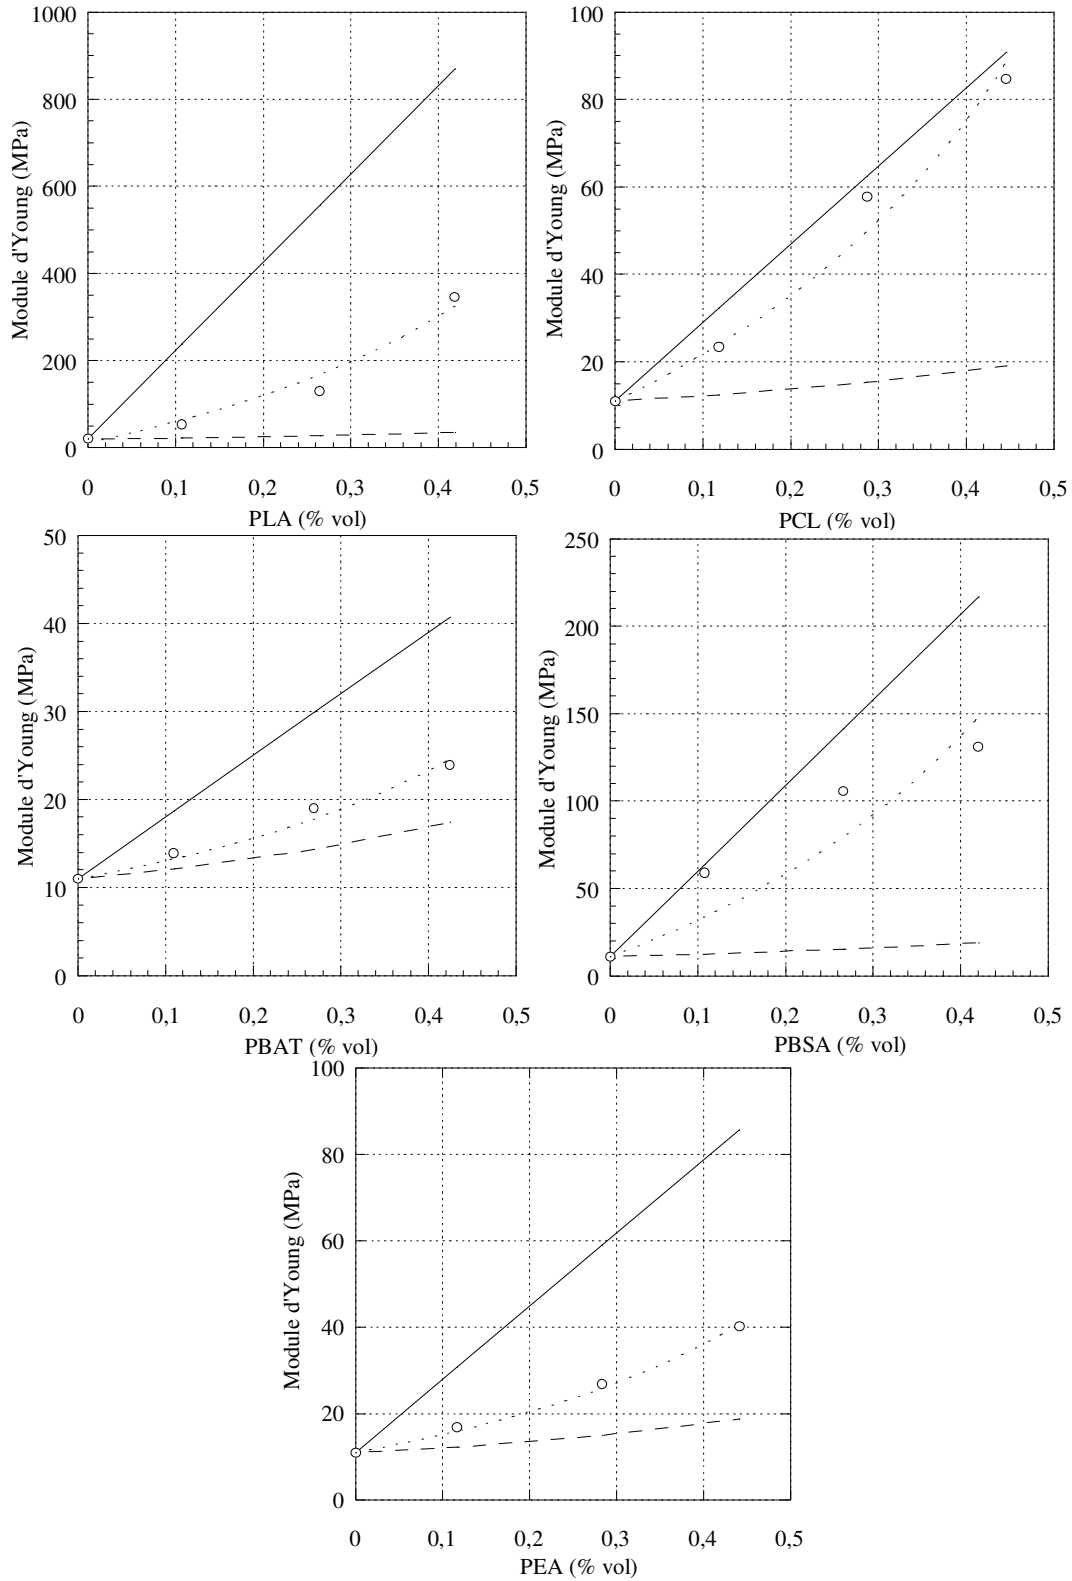 1000
800
600
400
200
0
Module d'Young (MPa)
0 0,1 0,2 0,3 0,4 0,5
PLA (% vol)
100
80
60
40
20
0
Module d'Young (MPa)
0 0,1 0,2 0,3 0,4 0,5
PCL (% vol)
50
40
30
20
10
0
Module d'Young (MPa)
0 0,1 0,2 0,3 0,4 0,5
PBAT (% vol)
250
200
150
100
50
0
Module d'Young (MPa)
0 0,1 0,2 0,3 0,4 0,5
PBSA (% vol)
100
80
60
40
20
0
Module d'Young (MPa)
0 0,1 0,2 0,3 0,4 0,5
PEA (% vol)